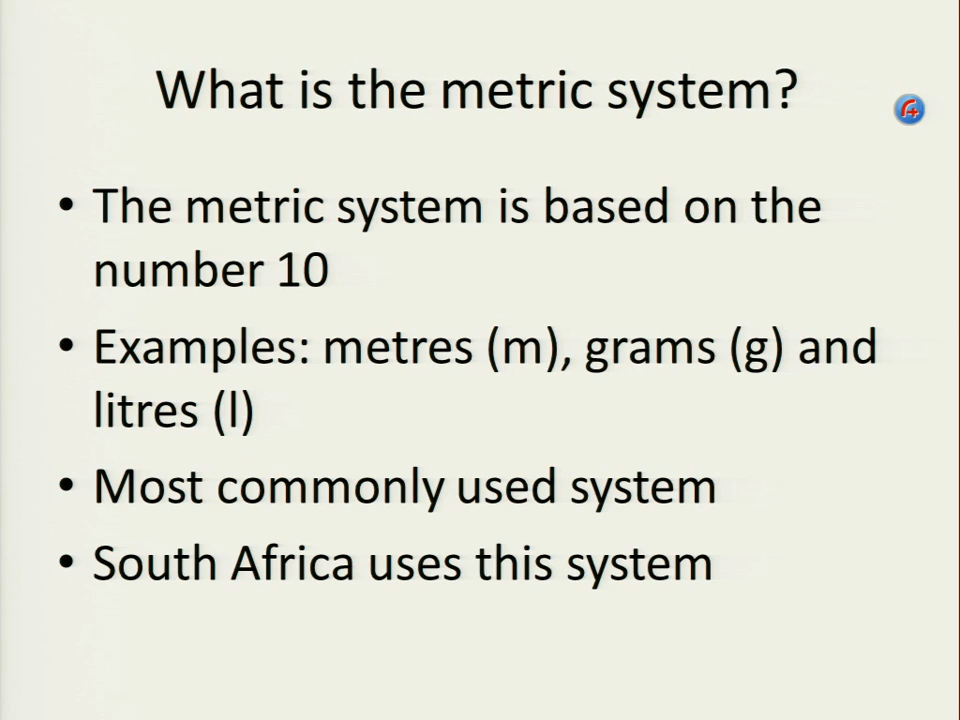 What is the metric system?
• The metric system is based on the
number 10
• Examples: metres (m), grams (g) and
litres (l)
• Most commonly used system
• South Africa uses this system